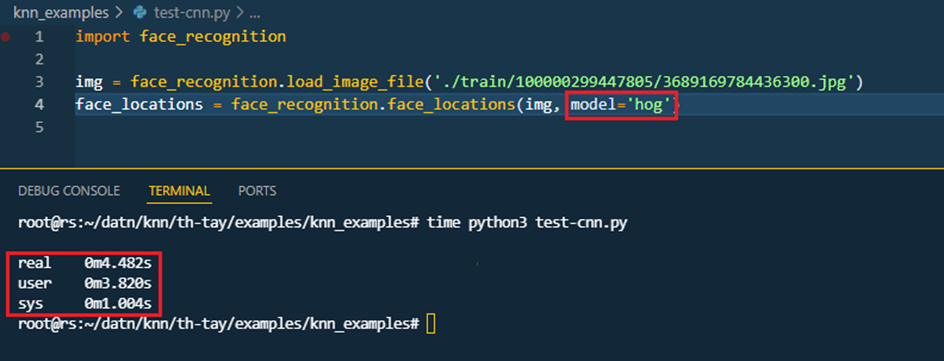 knn_examples > test-cnn.py > ...
1 import face_recognition
2
3 img = face_recognition.load_image_file('./train/100000299447805/3689169784436300.jpg')
4 face_locations = face_recognition.face_locations(img, model='hog')
5
DEBUG CONSOLE TERMINAL PORTS
root@rs:~/datn/knn/th-tay/examples/knn_examples# time python3 test-cnn.py
real 0m4.482s
user 0m3.820s
sys 0m1.004s
root@rs:~/datn/knn/th-tay/examples/knn_examples#